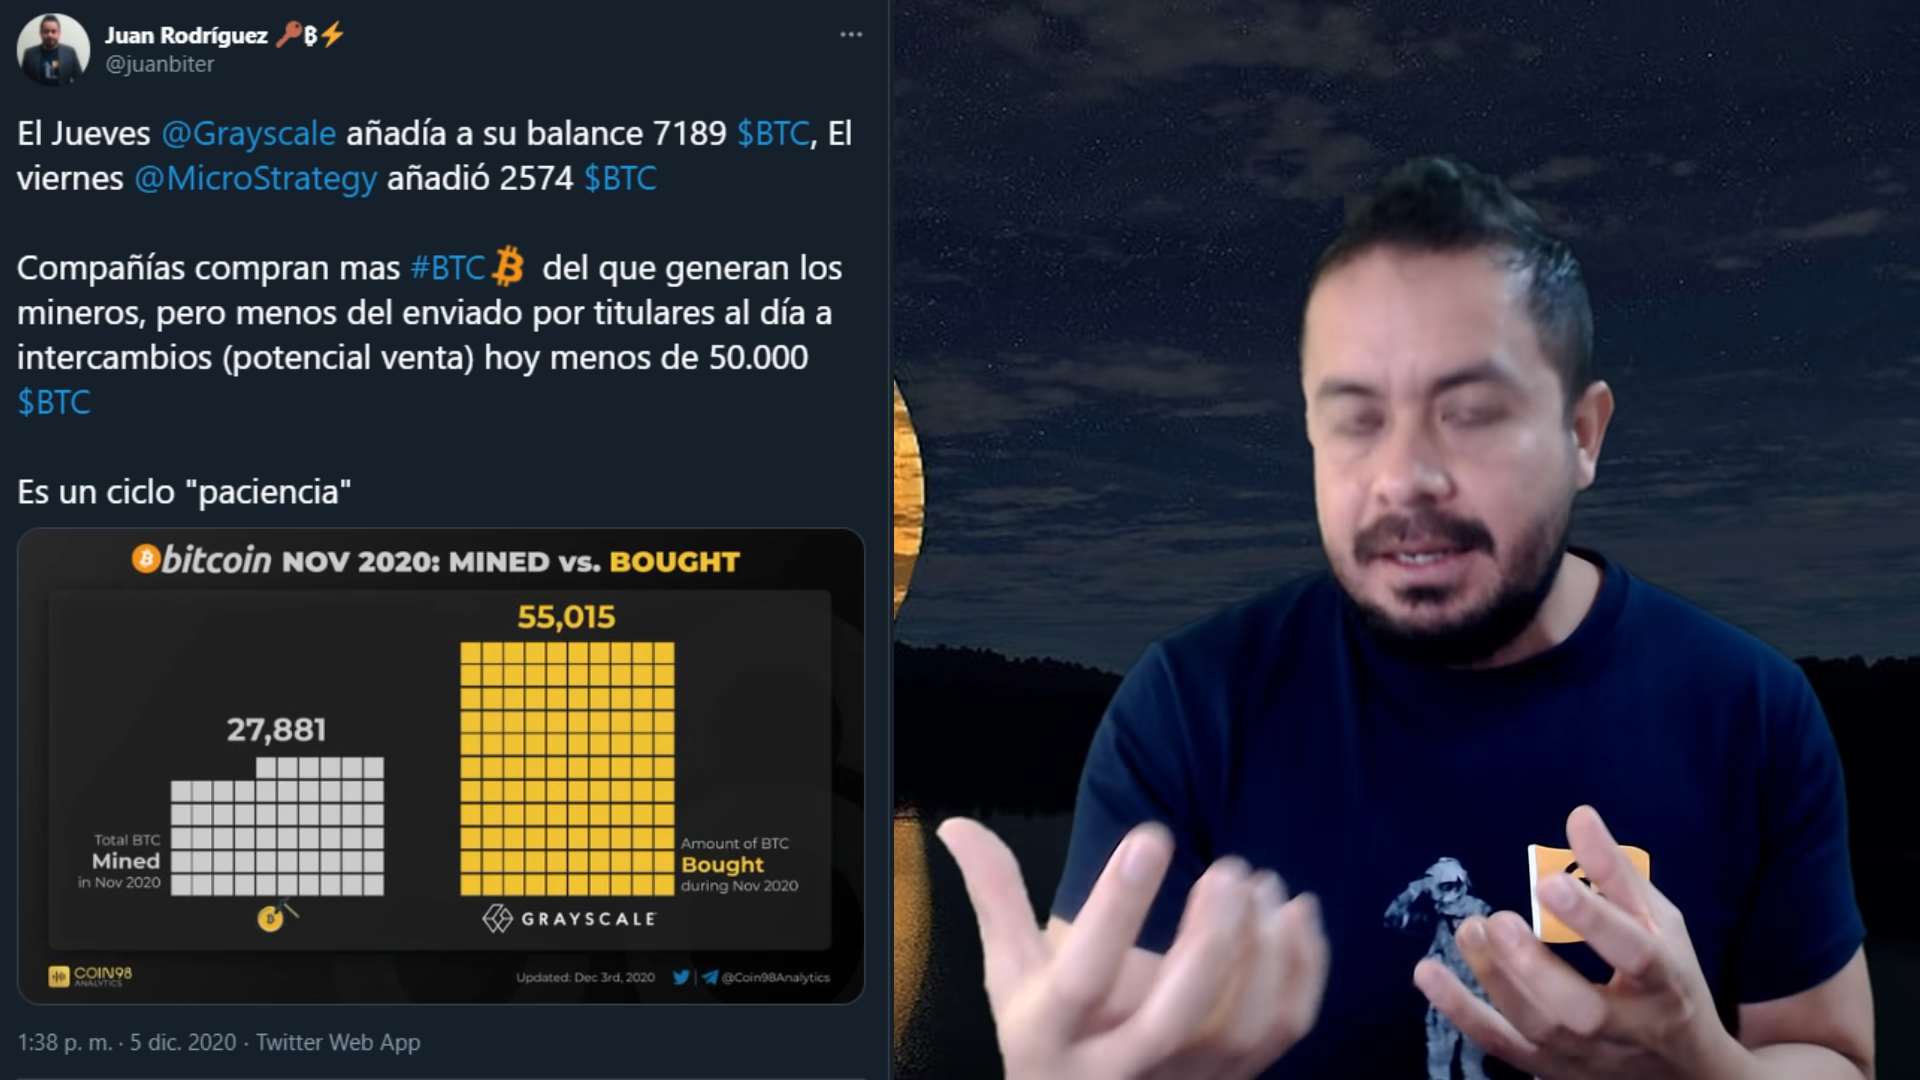 Juan Rodríguez 🔑₿⚡
@juanbiter
El Jueves @Grayscale añadía a su balance 7189 $BTC, El
viernes @MicroStrategy añadió 2574 $BTC
Compañías compran mas #BTC del que generan los
mineros, pero menos del enviado por titulares al día a
intercambios (potencial venta) hoy menos de 50.000
$BTC
Es un ciclo "paciencia"
bitcoin NOV 2020: MINED vs. BOUGHT
55,015
27,881
Total BTC
Mined
in Nov 2020
Amount of BTC
Bought
during Nov 2020
GRAYSCALE
COIN98
ANALYTICS
Updated: Dec 3rd, 2020 | @Coin98Analytics
1:38 p. m. · 5 dic. 2020 · Twitter Web App